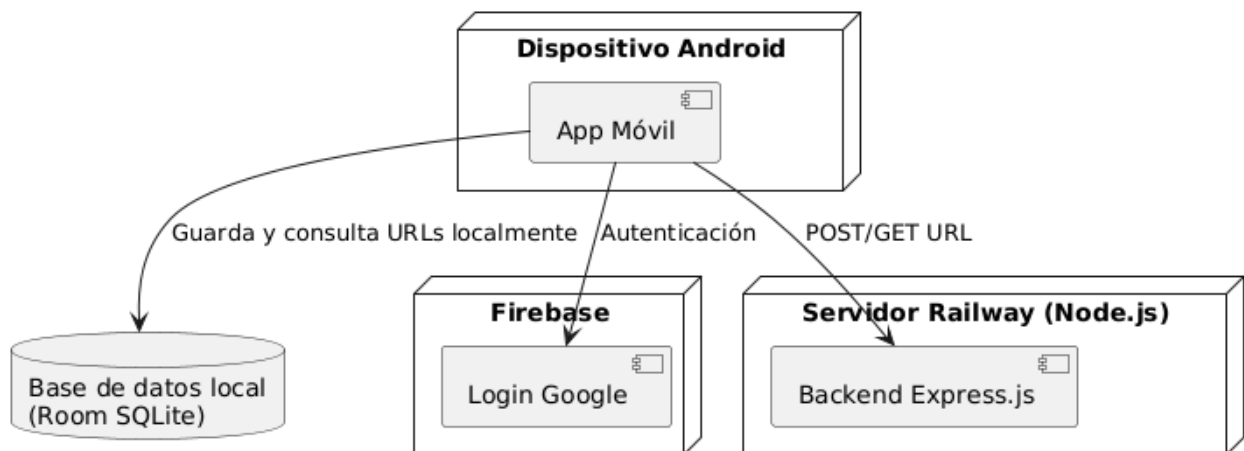 Dispositivo Android
App Móvil
Guarda y consulta URLs localmente
Autenticación
POST/GET URL
Firebase
Servidor Railway (Node.js)
Base de datos local
(Room SQLite)
Login Google
Backend Express.js